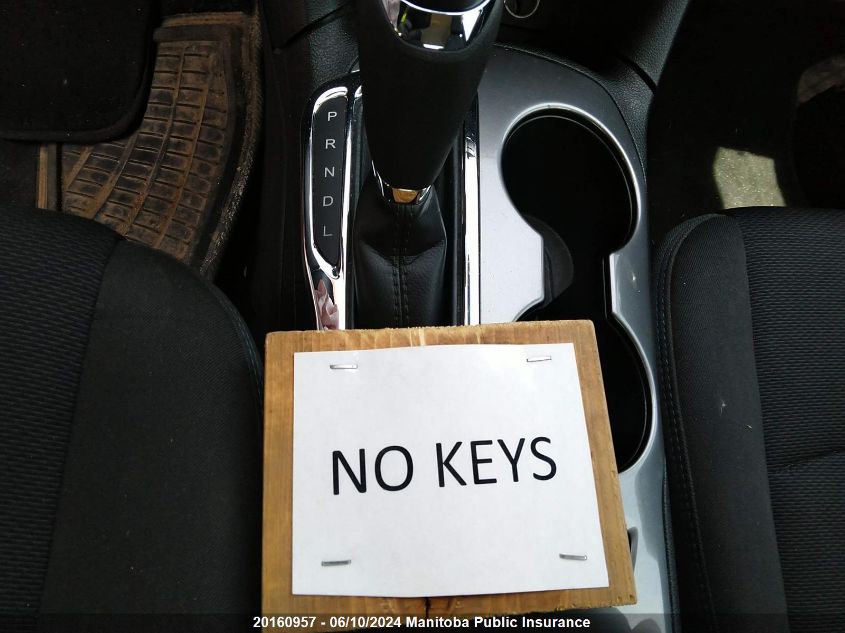 P
R
N
D
L
NO KEYS
20160957 - 06/10/2024 Manitoba Public Insurance